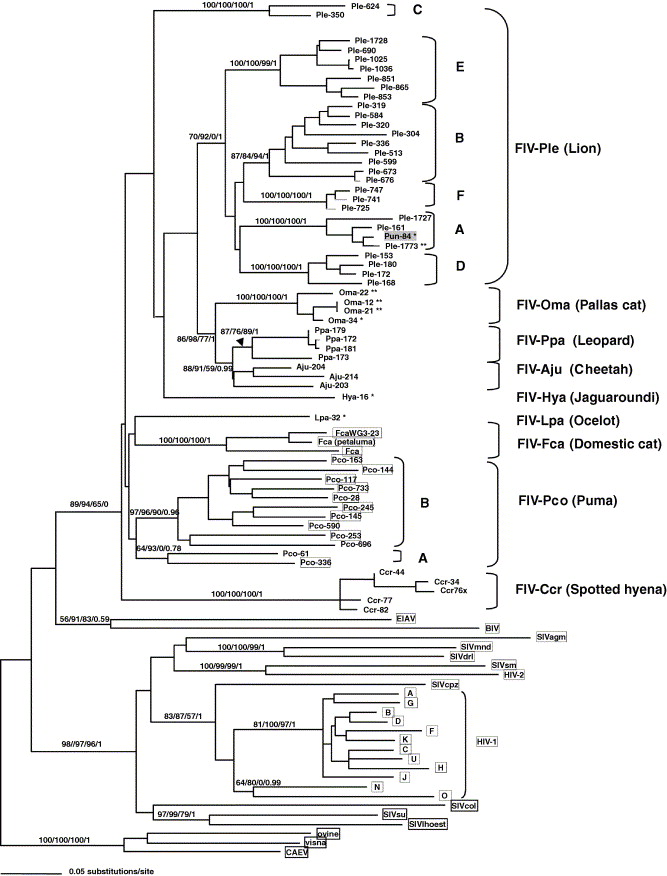 100/100/100/1
Ple-624
Ple-350
C
Ple-1728
Ple-690
Ple-1025
Ple-1036
100/100/99/1
Ple-851
Ple-865
Ple-853
E
Ple-319
Ple-584
Ple-320
Ple-304
70/92/0/1
Ple-336
Ple-513
87/84/94/1
Ple-599
Ple-673
Ple-676
B
FIV-Ple (Lion)
Ple-747
100/100/100/1
Ple-741
Ple-725
F
Ple-1727
100/100/100/1
Ple-161
Pun-84 *
Ple-1773 **
A
Ple-153
Ple-180
100/100/100/1
Ple-172
Ple-168
D
Oma-22 **
100/100/100/1
Oma-12 **
Oma-21 **
Oma-34 *
FIV-Oma (Pallas cat)
Ppa-179
86/98/77/1
87/76/89/1
Ppa-172
Ppa-181
Ppa-173
FIV-Ppa (Leopard)
88/91/59/0.99
Aju-204
Aju-214
Aju-203
FIV-Aju (Cheetah)
Hya-16 *
FIV-Hya (Jaguaroundi)
Lpa-32 *
FIV-Lpa (Ocelot)
FcaWG3-23
100/100/100/1
Fca (petaluma)
Fca
FIV-Fca (Domestic cat)
Pco-163
Pco-144
Pco-117
Pco-733
Pco-28
89/94/65/0
Pco-245
97/96/90/0.96
Pco-145
Pco-590
Pco-253
Pco-696
B
FIV-Pco (Puma)
64/93/0/0.78
Pco-61
Pco-336
A
Ccr-44
Ccr-34
Ccr76x
100/100/100/1
Ccr-77
Ccr-82
FIV-Ccr (Spotted hyena)
56/91/83/0.59
EIAV
BIV
SIVagm
100/100/99/1
SIVmnd
SIVdrl
100/99/99/1
SIVsm
HIV-2
SIVcpz
A
G
83/87/57/1
81/100/97/1
B
D
F
K
C
U
H
J
HIV-1
98//97/96/1
64/80/0/0.99
N
O
SIVcol
97/99/79/1
SIVsu
SIVlhoest
100/100/100/1
ovine
visna
CAEV
0.05 substitutions/site